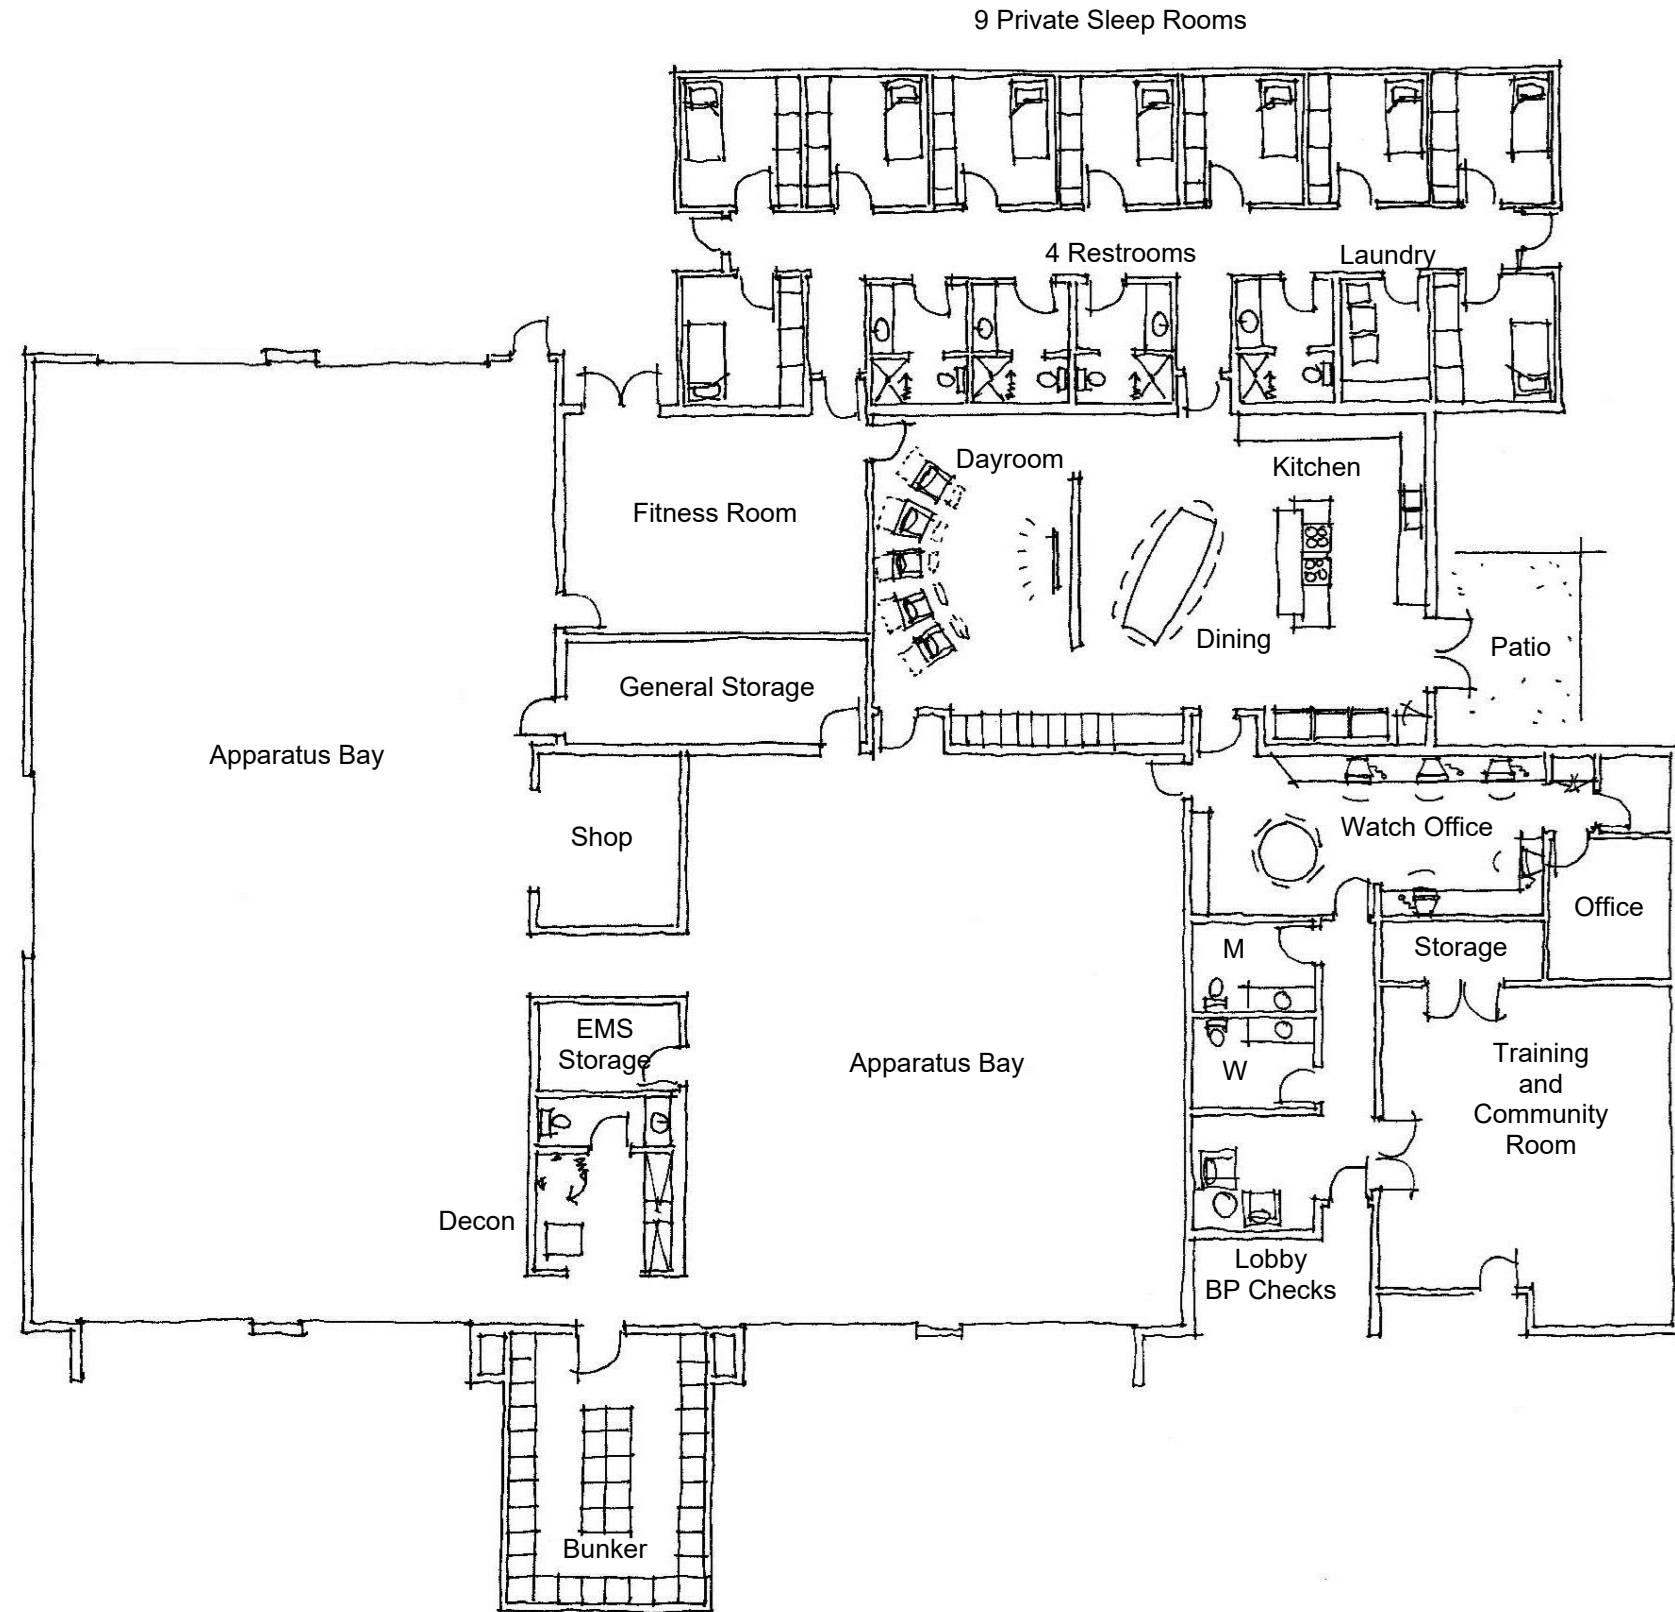 9 Private Sleep Rooms
4 Restrooms
Laundry
Dayroom
Kitchen
Fitness Room
Dining
Patio
General Storage
Apparatus Bay
Shop
Watch Office
Office
M
Storage
EMS
Storage
Apparatus Bay
W
Training
and
Community
Room
Decon
Lobby
BP Checks
Bunker